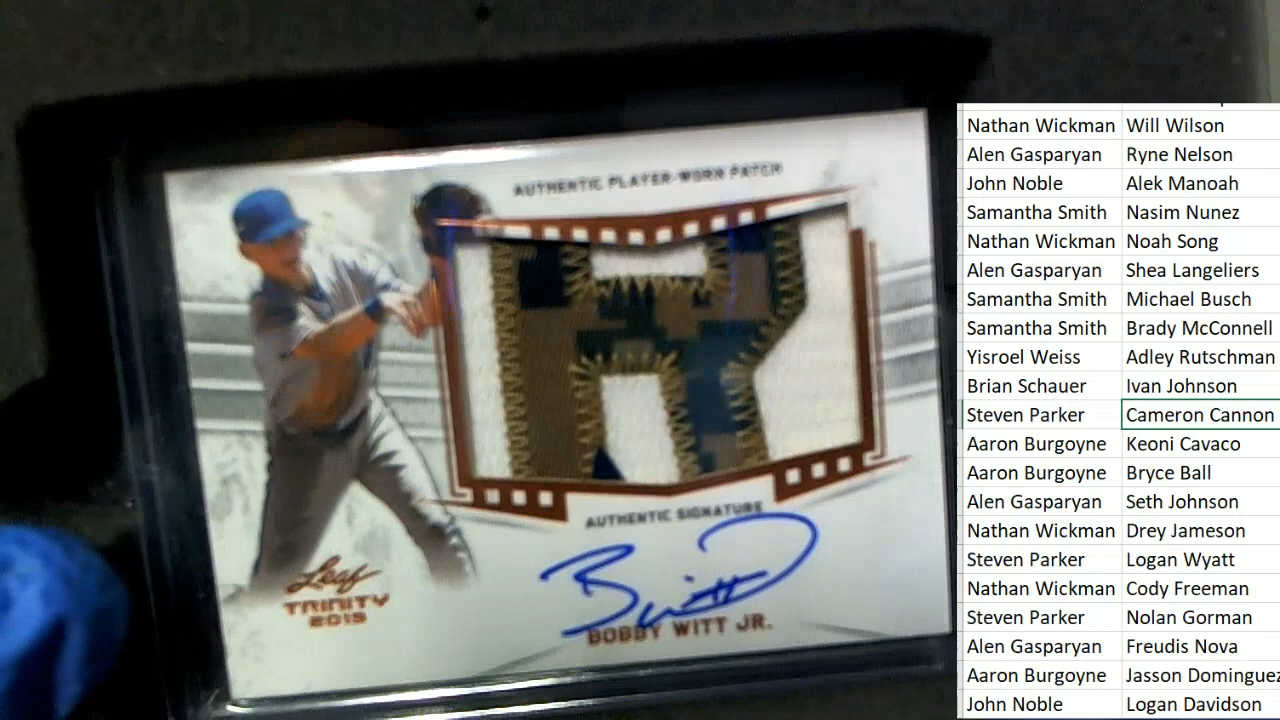 AUTHENTIC PLAYER-WORN PATCH
AUTHENTIC SIGNATURE
B Witt
BOBBY WITT JR.
Leaf
TRINITY
2019
Nathan Wickman Will Wilson
Alen Gasparyan Ryne Nelson
John Noble Alek Manoah
Samantha Smith Nasim Nunez
Nathan Wickman Noah Song
Alen Gasparyan Shea Langeliers
Samantha Smith Michael Busch
Samantha Smith Brady McConnell
Yisroel Weiss Adley Rutschman
Brian Schauer Ivan Johnson
Steven Parker Cameron Cannon
Aaron Burgoyne Keoni Cavaco
Aaron Burgoyne Bryce Ball
Alen Gasparyan Seth Johnson
Nathan Wickman Drey Jameson
Steven Parker Logan Wyatt
Nathan Wickman Cody Freeman
Steven Parker Nolan Gorman
Alen Gasparyan Freudis Nova
Aaron Burgoyne Jasson Dominguez
John Noble Logan Davidson